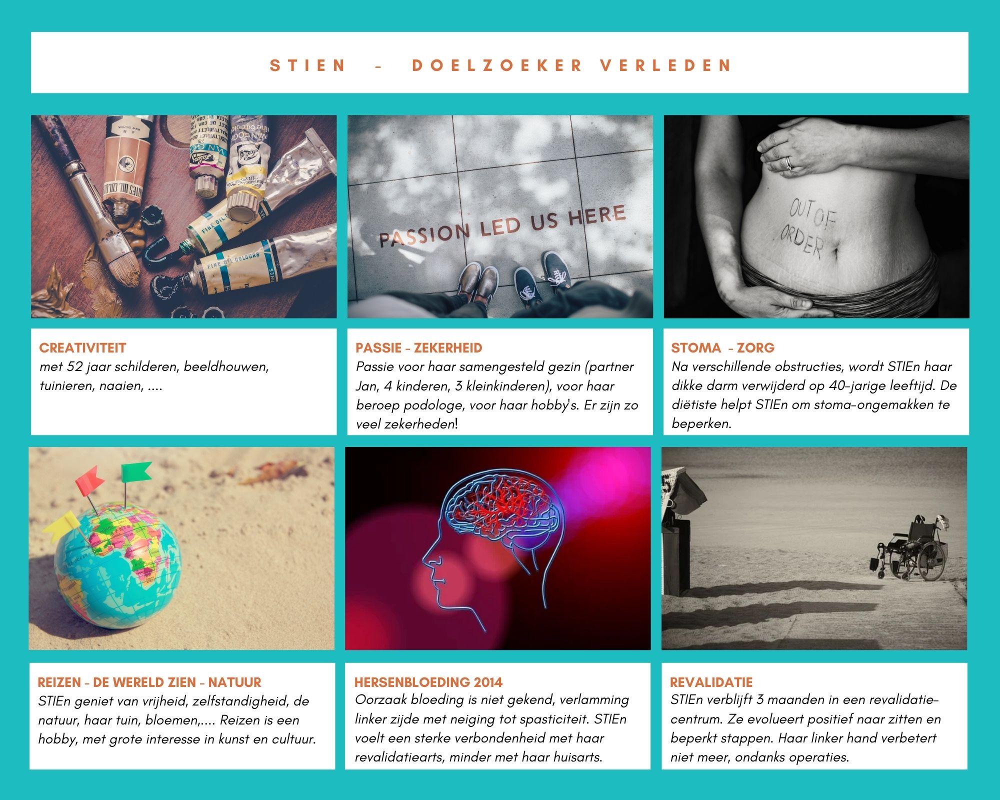 STIEN - DOELZOEKER VERLEDEN
RAW SIENNA
FINE OIL COLOURS
PASSION LED US HERE
OUT OF
ORDER
CREATIVITEIT
met 52 jaar schilderen, beeldhouwen,
tuinieren, naaien, ....
PASSIE - ZEKERHEID
Passie voor haar samengesteld gezin (partner
Jan, 4 kinderen, 3 kleinkinderen), voor haar
beroep podologe, voor haar hobby's. Er zijn zo
veel zekerheden!
STOMA - ZORG
Na verschillende obstructies, wordt STIEn haar
dikke darm verwijderd op 40-jarige leeftijd. De
diëtiste helpt STIEn om stoma-ongemakken te
beperken.
REIZEN - DE WERELD ZIEN - NATUUR
STIEn geniet van vrijheid, zelfstandigheid, de
natuur, haar tuin, bloemen,.... Reizen is een
hobby, met grote interesse in kunst en cultuur.
HERSENBLOEDING 2014
Oorzaak bloeding is niet gekend, verlamming
linker zijde met neiging tot spasticiteit. STIEn
voelt een sterke verbondenheid met haar
revalidatiearts, minder met haar huisarts.
REVALIDATIE
STIEn verblijft 3 maanden in een revalidatie-
centrum. Ze evolueert positief naar zitten en
beperkt stappen. Haar linker hand verbetert
niet meer, ondanks operaties.